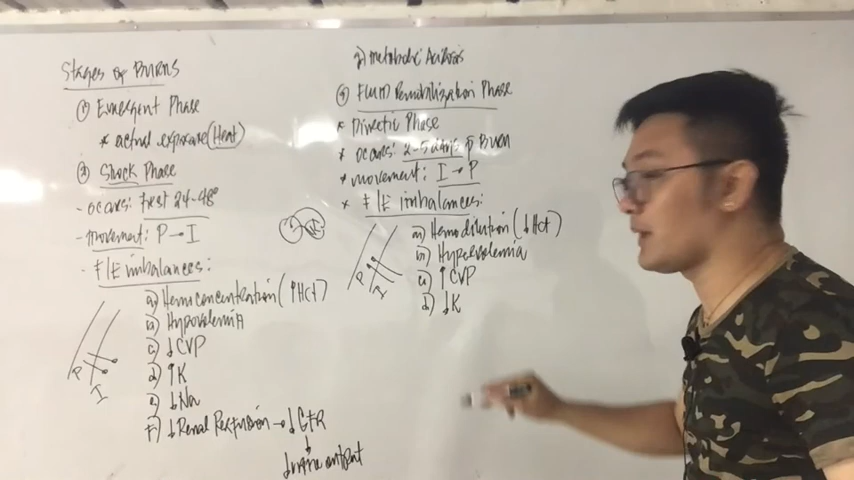 Stages of Burns
① Emergent Phase
* actual exposure (Heat)
② Shock Phase
- occurs: First 24-48°
- movement: P → I
- F/E imbalances:
a) Hemoconcentration (↑Hct)
b) Hypovolemia
c) ↓CVP
d) ↑K
e) ↓Na
F) ↓Renal Perfusion → ↓GFR
↓
↓urine output
P
I
g) metabolic Acidosis
Fluid Remobilization Phase
* Diuretic Phase
* occurs: 2-5 days of Burn
* movement: I → P
* F/E imbalances:
a) Hemodilution (↓Hct)
b) Hypervolemia
c) ↑CVP
d) ↓K
P
I